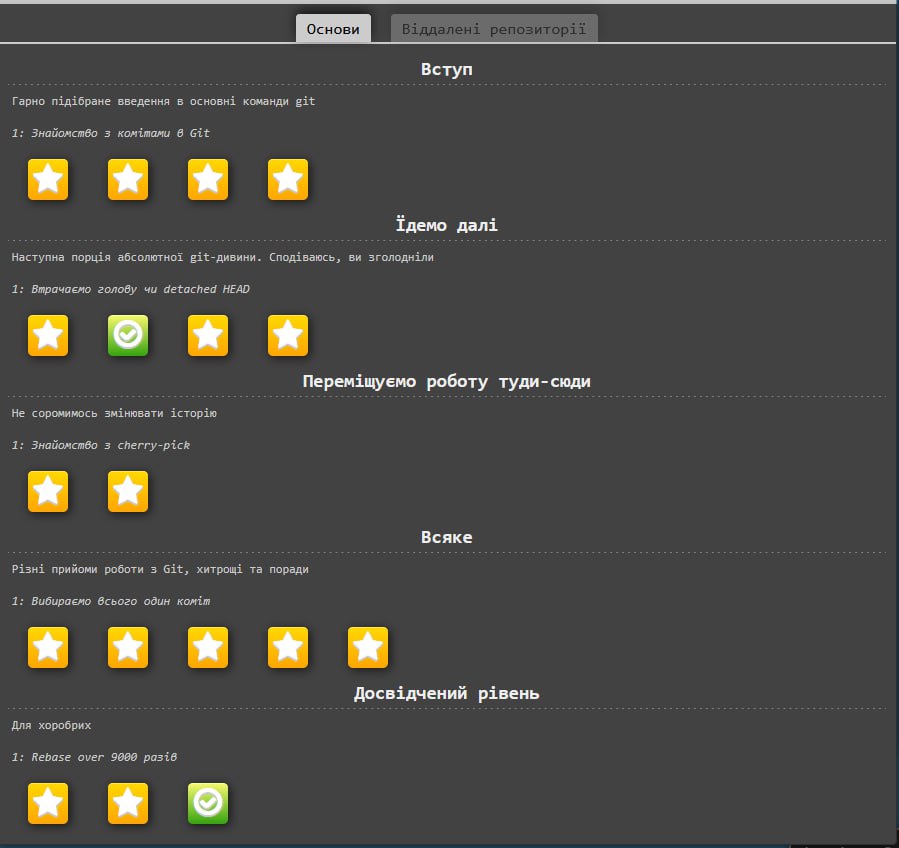 Основи Віддалені репозиторії
Вступ
Гарно підібране введення в основні команди git
1: Знайомство з комітами в Git
Їдемо далі
Наступна порція абсолютної git-дивини. Сподіваюсь, ви зголодніли
1: Втрачаємо голову чи detached HEAD
Переміщуємо роботу туди-сюди
Не соромимось змінювати історію
1: Знайомство з cherry-pick
Всяке
Різні прийоми роботи з Git, хитрощі та поради
1: Вибираємо всього один коміт
Досвідчений рівень
Для хоробрих
1: Rebase over 9000 разів